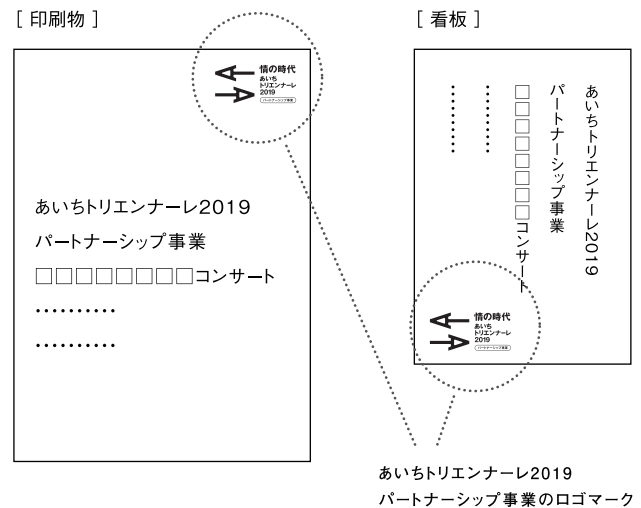 [ 印刷物 ]
情の時代
あいち
トリエンナーレ
2019
パートナーシップ事業
あいちトリエンナーレ2019
パートナーシップ事業
□□□□□□□□コンサート
••••••••••
••••••••••
[ 看板 ]
あいちトリエンナーレ2019
パートナーシップ事業
□□□□□□□□コンサート
••••••••••
••••••••••
情の時代
あいち
トリエンナーレ
2019
パートナーシップ事業
あいちトリエンナーレ2019
パートナーシップ事業のロゴマーク